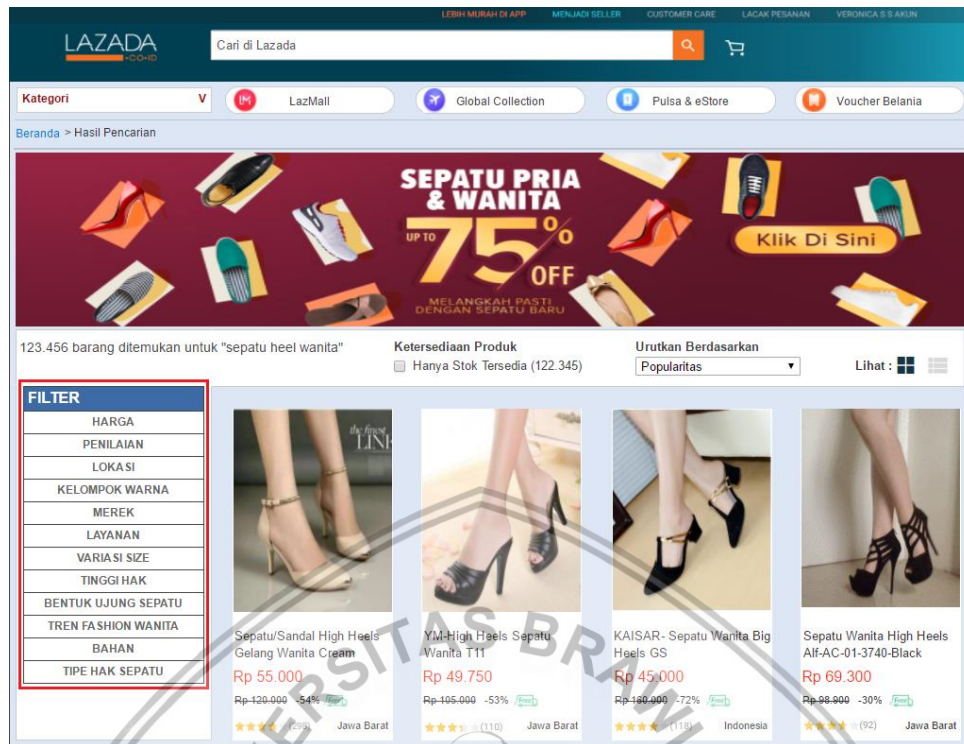 LEBIH MURAH DI APP MENJADI SELLER CUSTOMER CARE LACAK PESANAN VERONICA S S AKUN
LAZADA
.CO.ID
Cari di Lazada
Kategori V LazMall Global Collection Pulsa & eStore Voucher Belania
Beranda > Hasil Pencarian
SEPATU PRIA
& WANITA
UP TO 75% OFF
Klik Di Sini
MELANGKAH PASTI
DENGAN SEPATU BARU
123.456 barang ditemukan untuk "sepatu heel wanita"
Ketersediaan Produk
Hanya Stok Tersedia (122.345)
Urutkan Berdasarkan
Popularitas
Lihat :
FILTER
HARGA
PENILAIAN
LOKASI
KELOMPOK WARNA
MEREK
LAYANAN
VARIASI SIZE
TINGGI HAK
BENTUK UJUNG SEPATU
TREN FASHION WANITA
BAHAN
TIPE HAK SEPATU
the finest
Sepatu/Sandal High Heels
Gelang Wanita Cream
Rp 55.000
Rp 120.000 -54% Free
Jawa Barat
YM-High Heels Sepatu
Wanita T11
Rp 49.750
Rp 105.000 -53% Free
(110) Jawa Barat
KAISAR- Sepatu Wanita Big
Heels GS
Rp 45.000
Rp 160.000 -72% Free
(118) Indonesia
Sepatu Wanita High Heels
Alf-AC-01-3740-Black
Rp 69.300
Rp 98.900 -30% Free
(92) Jawa Barat